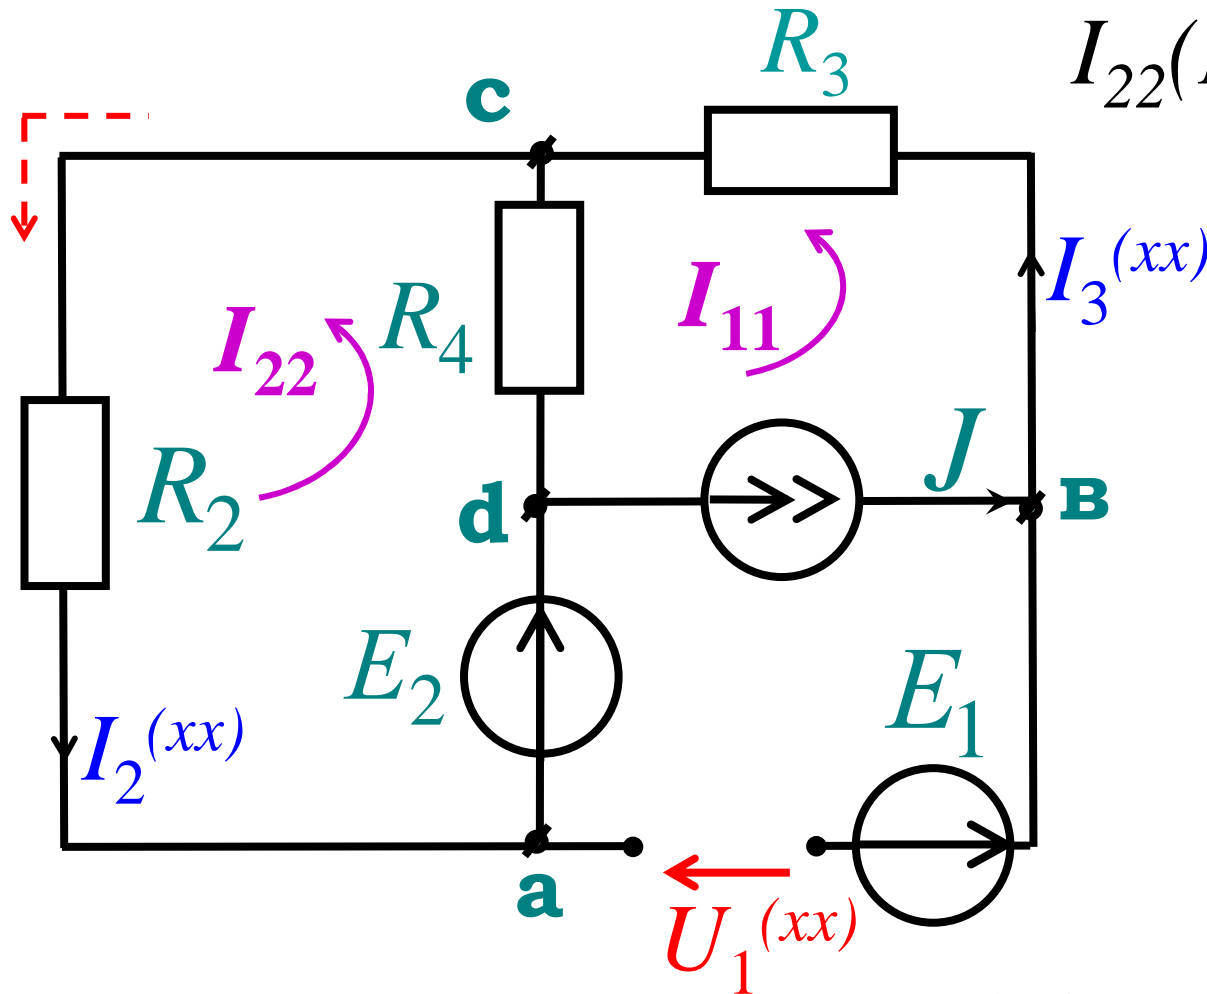 R3
I22(
c
I3(xx)
R4
I11
I22
J
R2
d
в
E2
E1
I2(xx)
a
U1(xx)